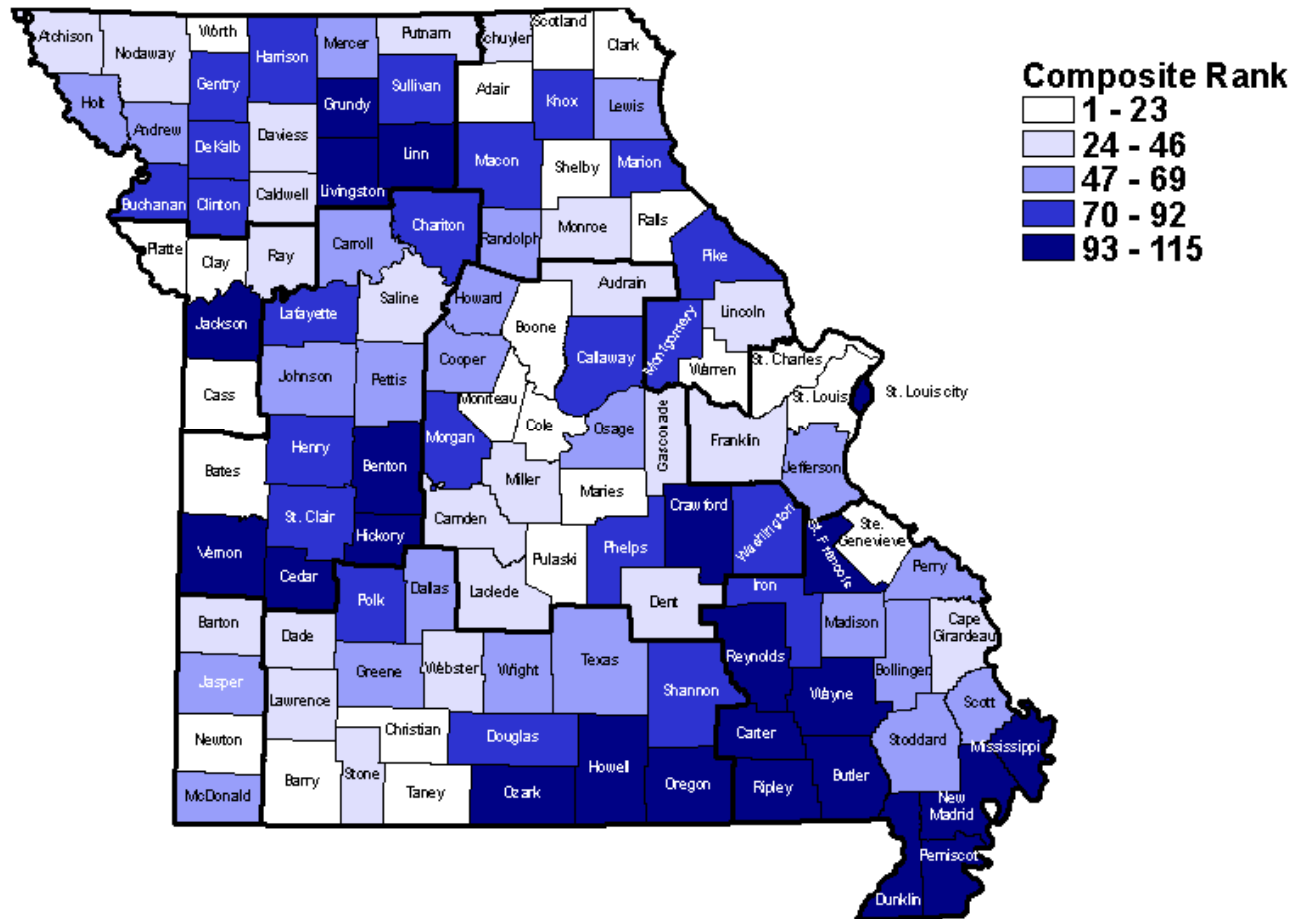 Atchison
Nodaway
Worth
Harrison
Mercer
Putnam
chuyler
Scotland
Clark
Composite Rank
1 - 23
24 - 46
47 - 69
70 - 92
93 - 115
Holt
Gentry
Grundy
Sullivan
Adair
Knox
Lewis
Andrew
DeKalb
Daviess
Linn
Macon
Shelby
Marion
Buchanan
Clinton
Caldwell
Livingston
Chariton
Randolph
Monroe
Ralls
Platte
Clay
Ray
Carroll
Pike
Jackson
Lafayette
Saline
Howard
Audrain
Boone
Callaway
Montgomery
Lincoln
Cass
Johnson
Pettis
Cooper
Moniteau
Cole
Osage
Gasconade
Warren
St. Charles
St. Louis
St. Louis city
Franklin
Jefferson
Bates
Henry
Benton
Morgan
Miller
Maries
St. Clair
Hickory
Camden
Pulaski
Phelps
Crawford
Washington
St. Francois
Ste.
Genevieve
Perry
Vernon
Cedar
Polk
Dallas
Laclede
Dent
Iron
Madison
Cape
Girardeau
Barton
Dade
Greene
Webster
Wright
Texas
Shannon
Reynolds
Wayne
Bollinger
Scott
Jasper
Lawrence
Christian
Douglas
Howell
Carter
Stoddard
Mississippi
Newton
Barry
Stone
Taney
Ozark
Oregon
Ripley
Butler
New
Madrid
McDonald
Pemiscot
Dunklin